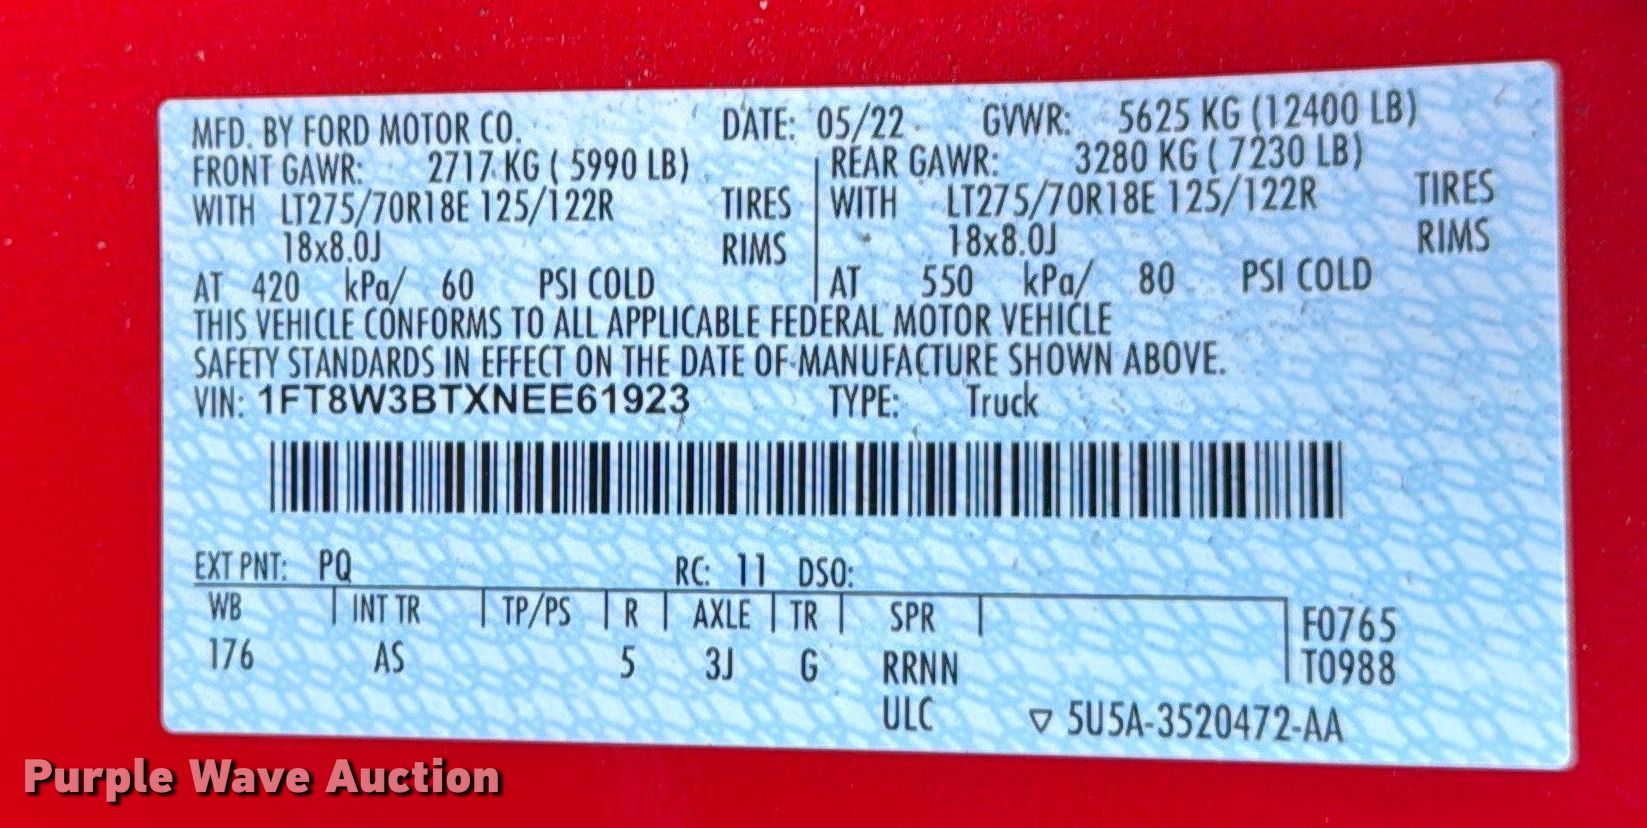 MFD. BY FORD MOTOR CO. DATE: 05/22 GVWR: 5625 KG (12400 LB)
FRONT GAWR: 2717 KG ( 5990 LB) REAR GAWR: 3280 KG ( 7230 LB)
WITH LT275/70R18E 125/122R TIRES WITH LT275/70R18E 125/122R TIRES
18x8.0J RIMS 18x8.0J RIMS
AT 420 kPa/ 60 PSI COLD AT 550 kPa/ 80 PSI COLD
THIS VEHICLE CONFORMS TO ALL APPLICABLE FEDERAL MOTOR VEHICLE
SAFETY STANDARDS IN EFFECT ON THE DATE OF MANUFACTURE SHOWN ABOVE.
VIN: 1FT8W3BTXNEE61923 TYPE: Truck
EXT PNT: PQ RC: 11 DSO:
WB INT TR TP/PS R AXLE TR SPR F0765
176 AS 5 3J G RRNN T0988
ULC ▽ 5U5A-3520472-AA
Purple Wave Auction